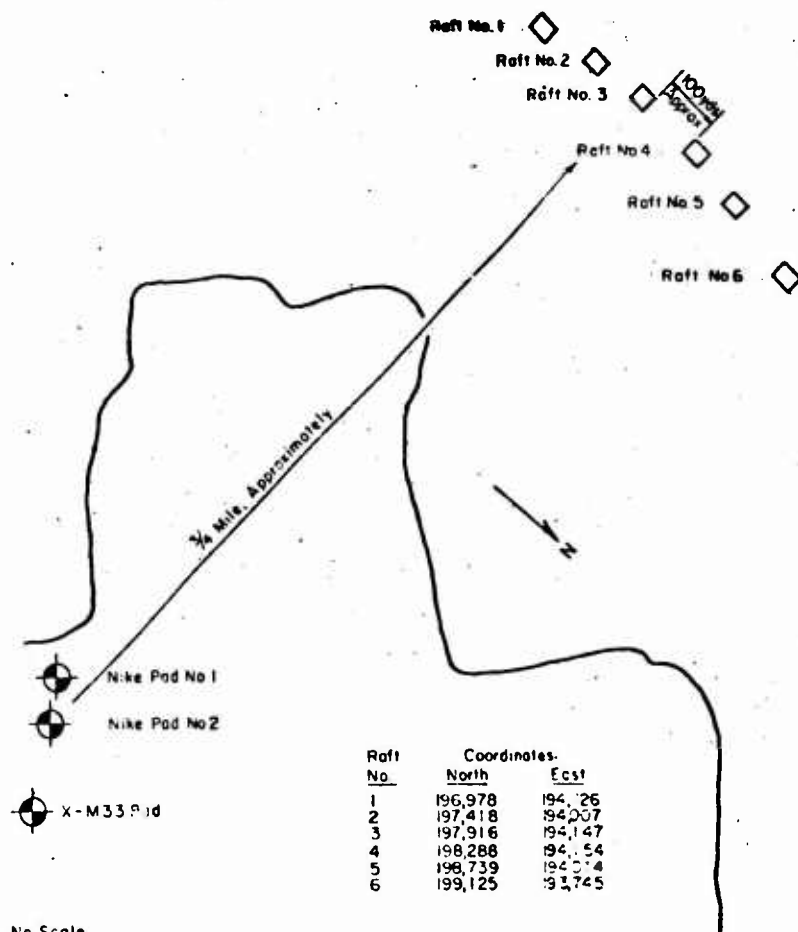 Raft No. 1
Raft No. 2
Raft No. 3
100 yds
Approx
Raft No 4
Raft No. 5
Raft No 6
3/4 Mile, Approximately
N
Nike Pad No 1
Nike Pad No 2
X-M33 Pad
Raft Coordinates
No. North East
1 196,978
2 197,418
3 197,916 194,147
4 198,288
5 198,739
6 199,125 193,745
No Scale